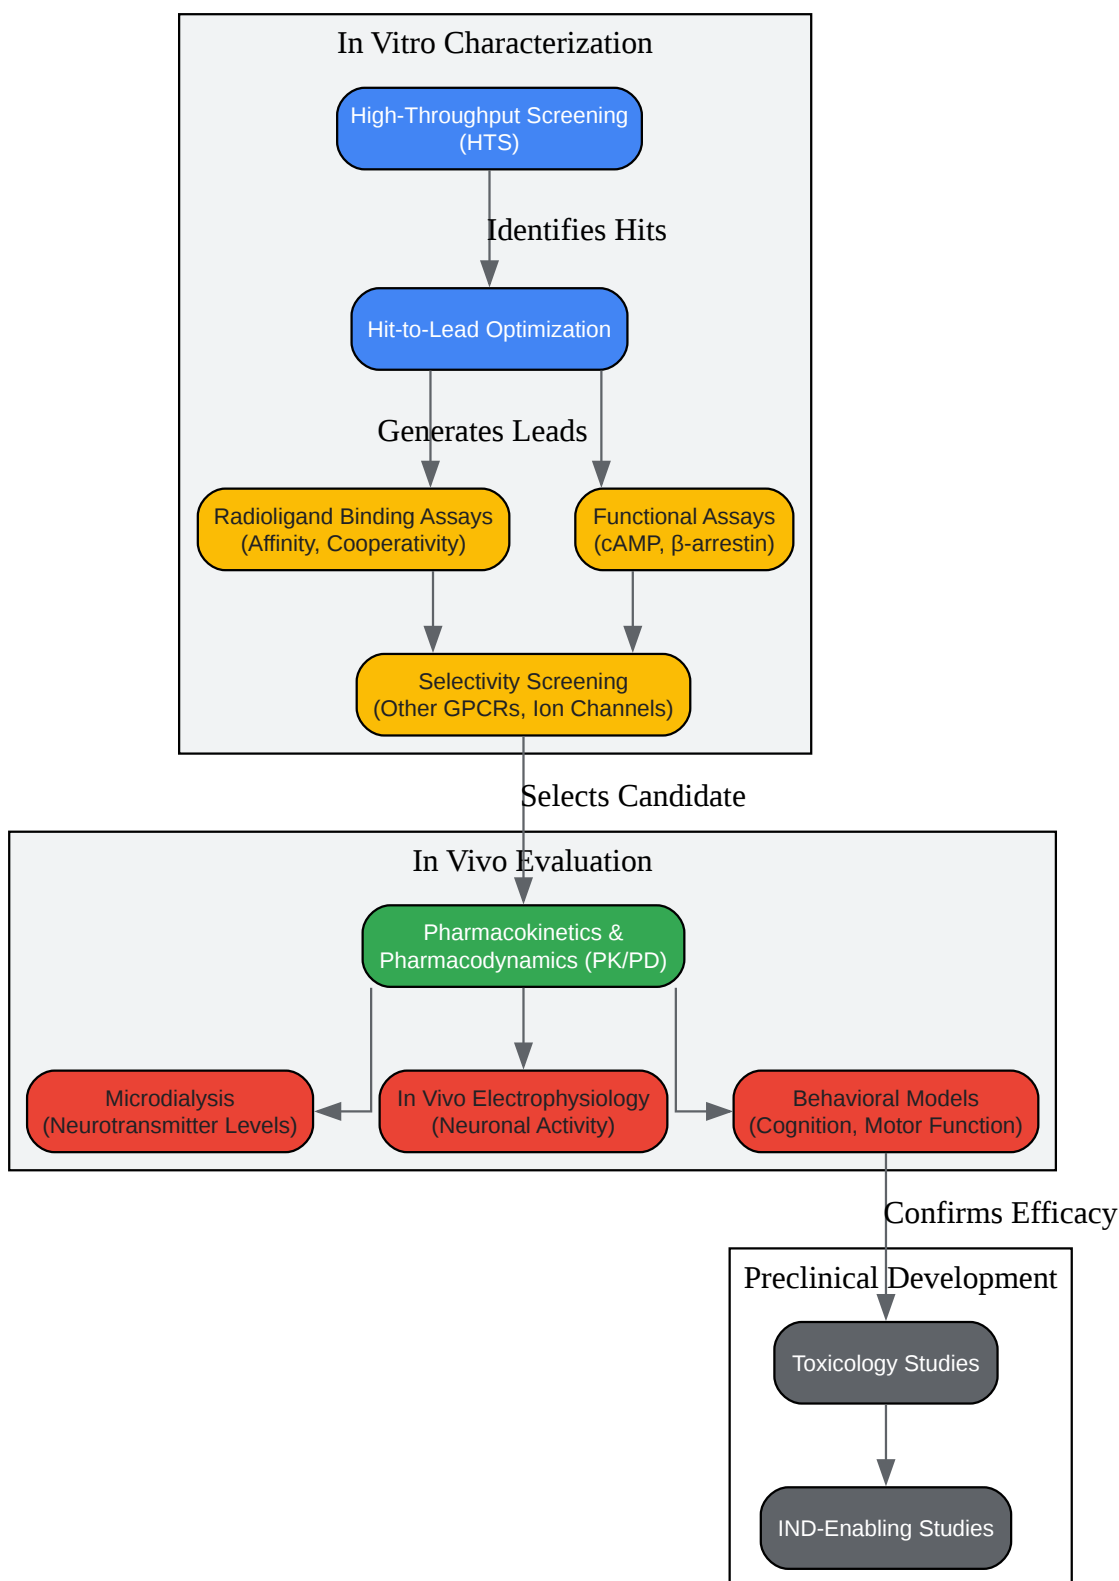 In Vitro Characterization
High-Throughput Screening
(HTS)
Identifies Hits
Hit-to-Lead Optimization
Generates Leads
Radioligand Binding Assays
(Affinity, Cooperativity)
Functional Assays
(cAMP, β-arrestin)
Selectivity Screening
(Other GPCRs, Ion Channels)
Selects Candidate
In Vivo Evaluation
Pharmacokinetics &
Pharmacodynamics (PK/PD)
Microdialysis
(Neurotransmitter Levels)
In Vivo Electrophysiology
(Neuronal Activity)
Behavioral Models
(Cognition, Motor Function)
Confirms Efficacy
Preclinical Development
Toxicology Studies
IND-Enabling Studies